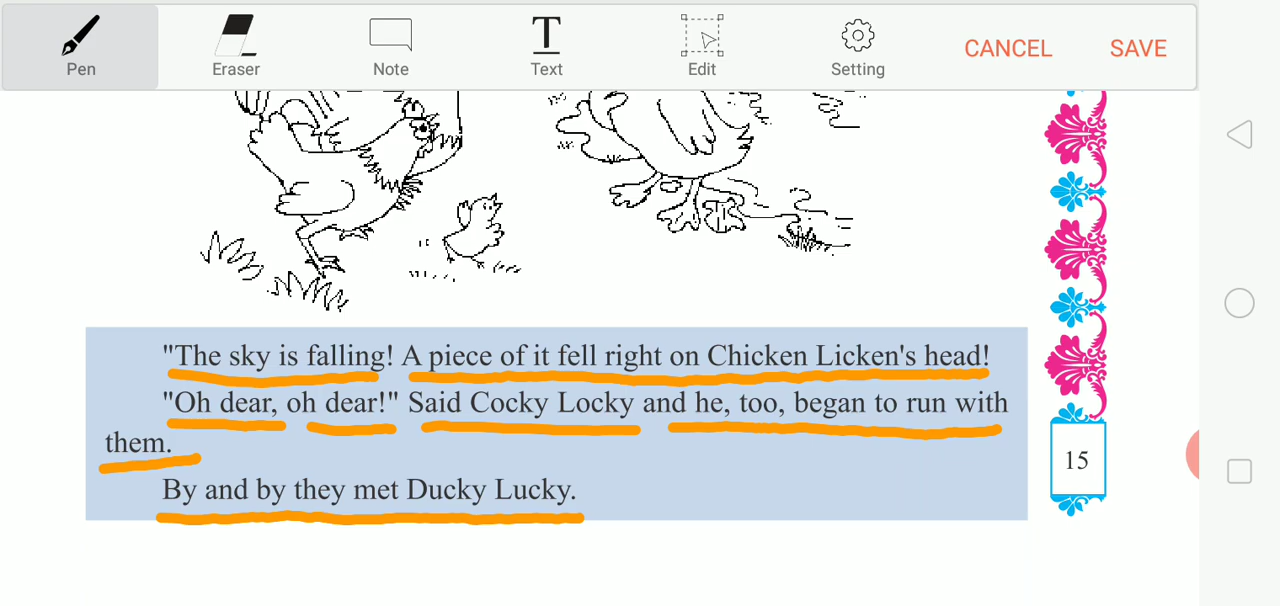 Pen Eraser Note Text Edit Setting CANCEL SAVE
"The sky is falling! A piece of it fell right on Chicken Licken's head!
"Oh dear, oh dear!" Said Cocky Locky and he, too, began to run with
them.
By and by they met Ducky Lucky.
15